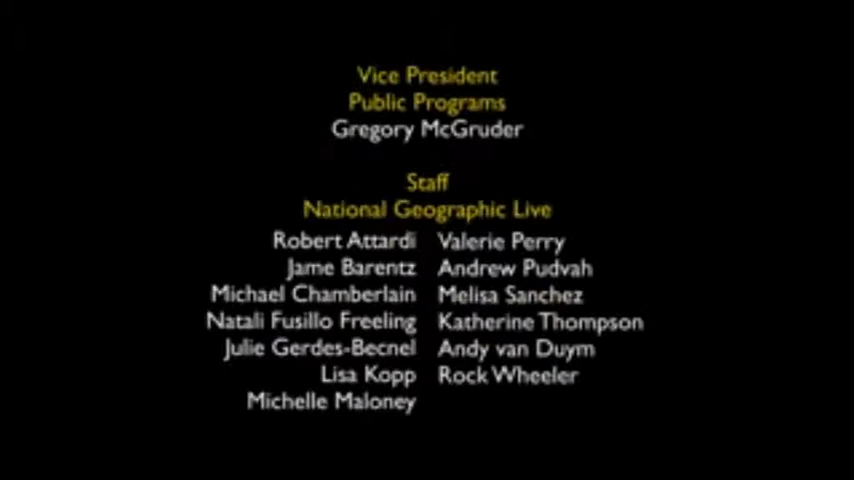 Vice President
Public Programs
Gregory McGruder
Staff
National Geographic Live
Robert Attardi Valerie Perry
Jame Barentz Andrew Pudvah
Michael Chamberlain Melisa Sanchez
Natali Fusillo Freeling Katherine Thompson
Julie Gerdes-Becnel Andy van Duym
Lisa Kopp Rock Wheeler
Michelle Maloney